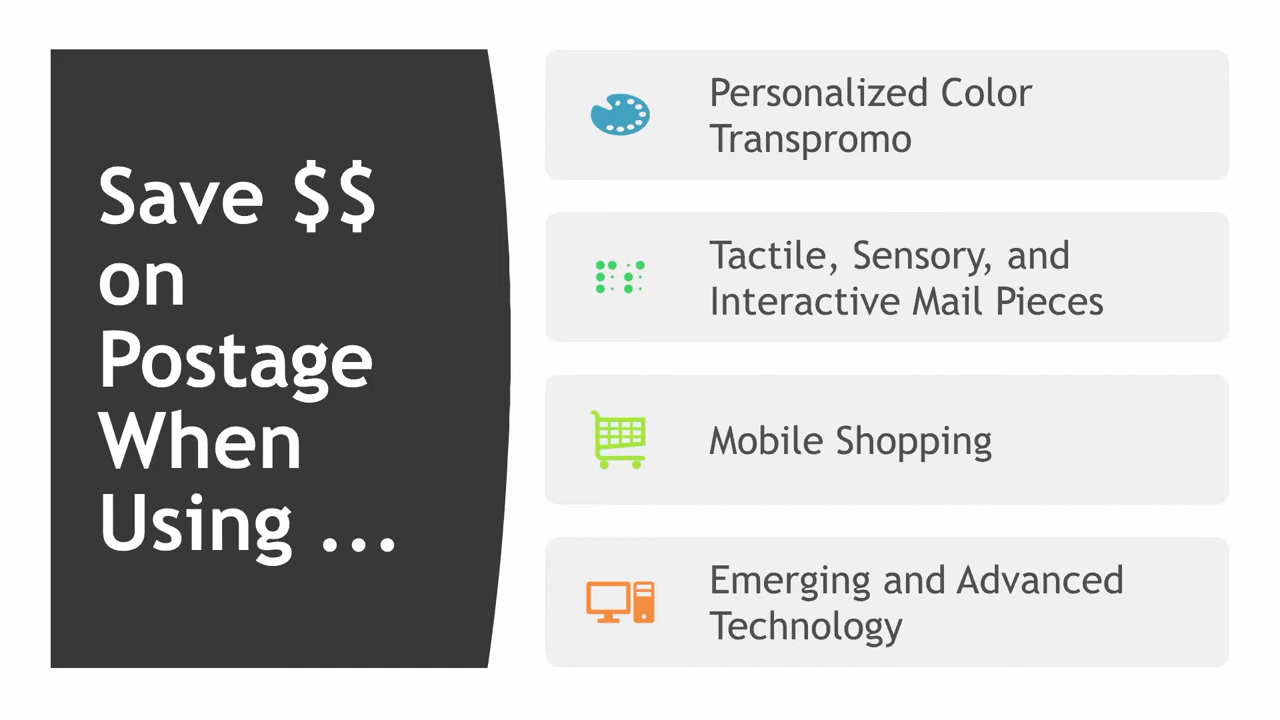 Save $$
on
Postage
When
Using ...
Personalized Color
Transpromo
Tactile, Sensory, and
Interactive Mail Pieces
Mobile Shopping
Emerging and Advanced
Technology